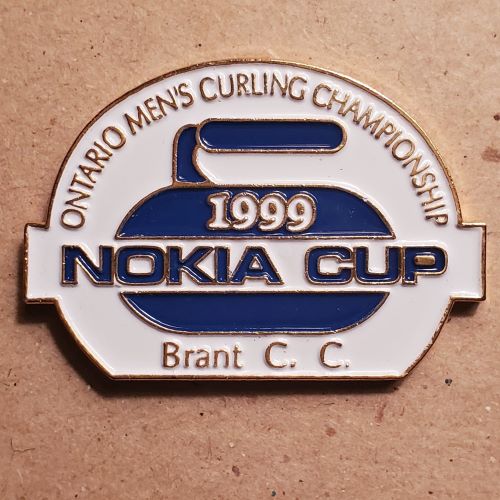 ONTARIO MEN'S CURLING CHAMPIONSHIP
1999
NOKIA CUP
Brant C. C.